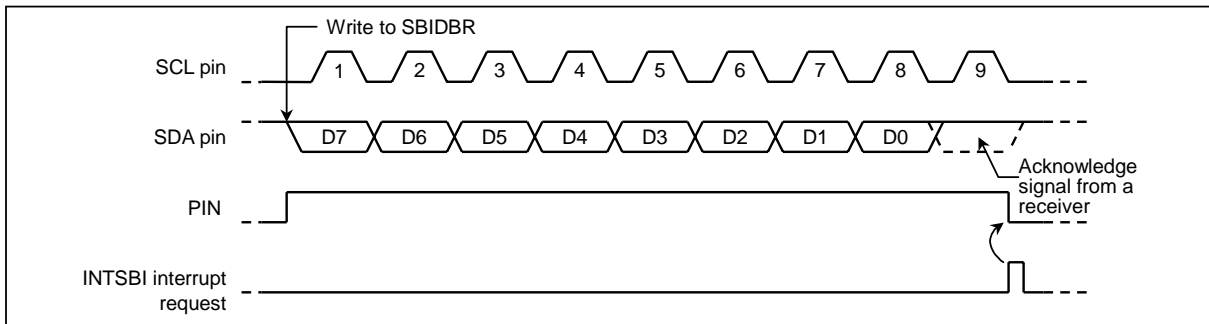 Write to SBIDBR
SCL pin
1 2 3 4 5 6 7 8 9
SDA pin
D7 D6 D5 D4 D3 D2 D1 D0
Acknowledge
signal from a
receiver
PIN
INTSBI interrupt
request